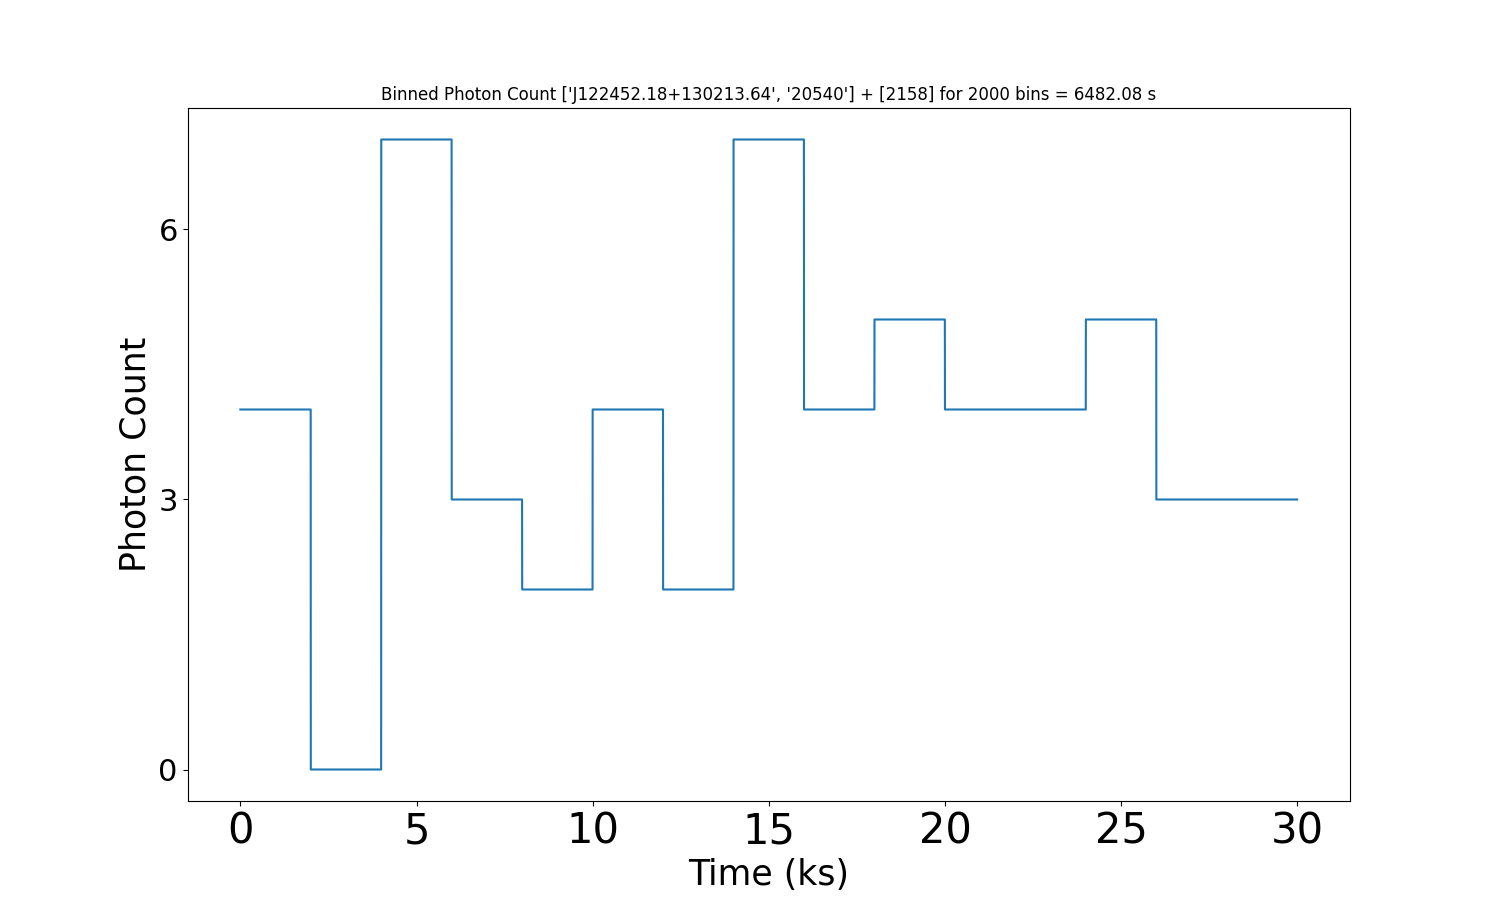 Binned Photon Count ['J122452.18+130213.64', '20540'] + [2158] for 2000 bins = 6482.08 s
Photon Count
6
3
0
0 5 10 15 20 25 30
Time (ks)